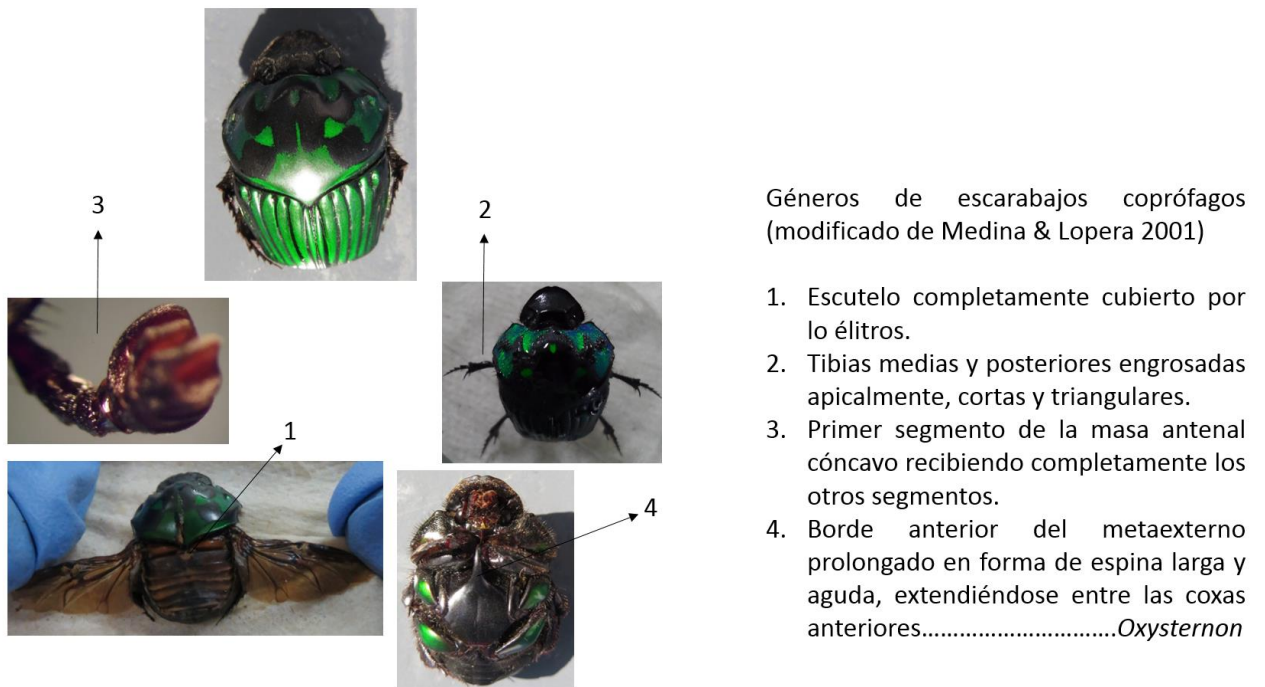 3
2
1
4
Géneros de escarabajos coprófagos
(modificado de Medina & Lopera 2001)
1. Escutelo completamente cubierto por
lo élitros.
2. Tibias medias y posteriores engrosadas
apicalmente, cortas y triangulares.
3. Primer segmento de la masa antenal
cóncavo recibiendo completamente los
otros segmentos.
4. Borde anterior del metaexterno
prolongado en forma de espina larga y
aguda, extendiéndose entre las coxas
anteriores................................Oxysternon